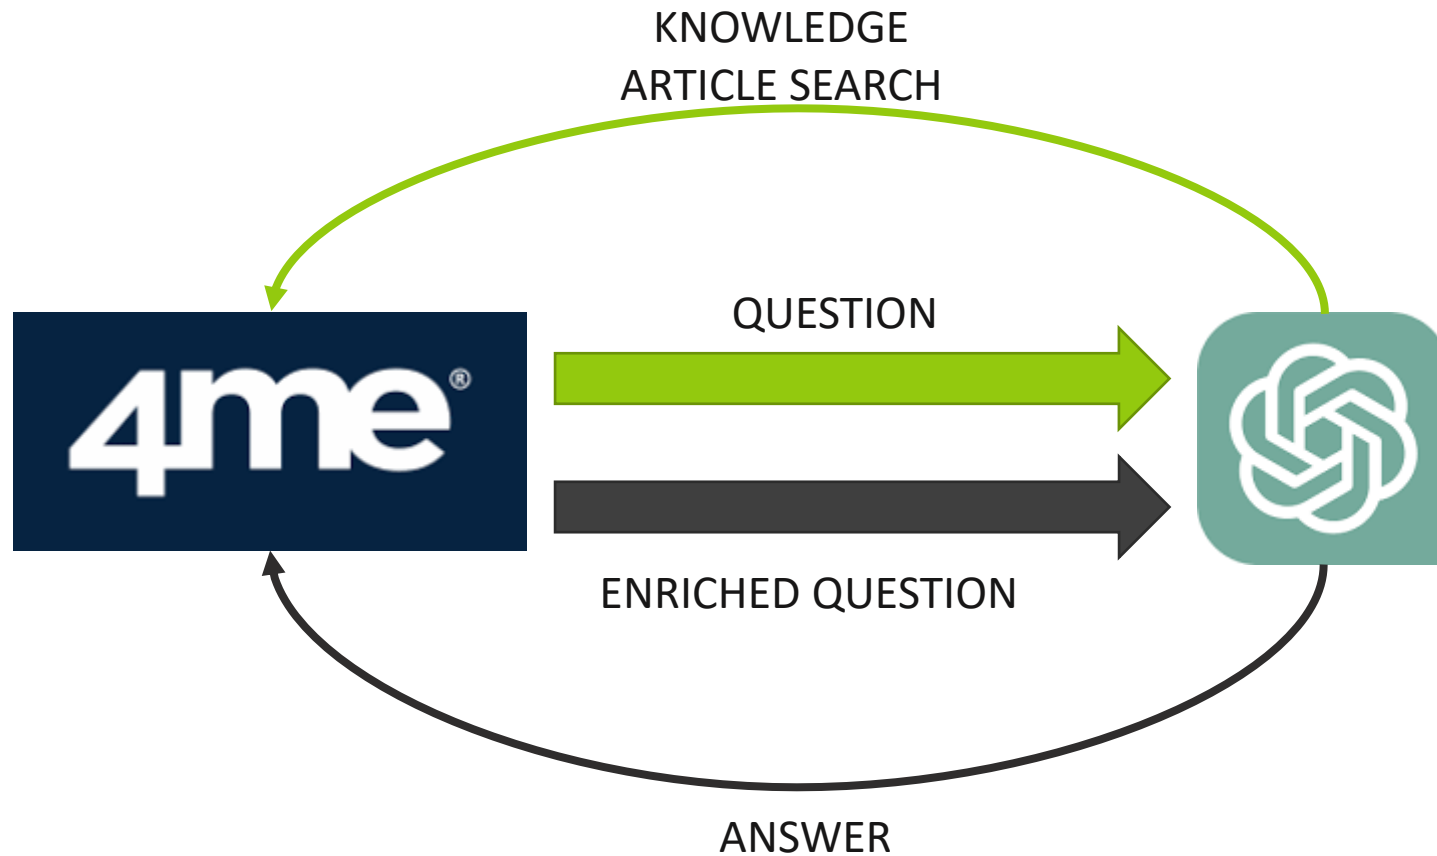 KNOWLEDGE
ARTICLE SEARCH
QUESTION
4me®
ENRICHED QUESTION
ANSWER